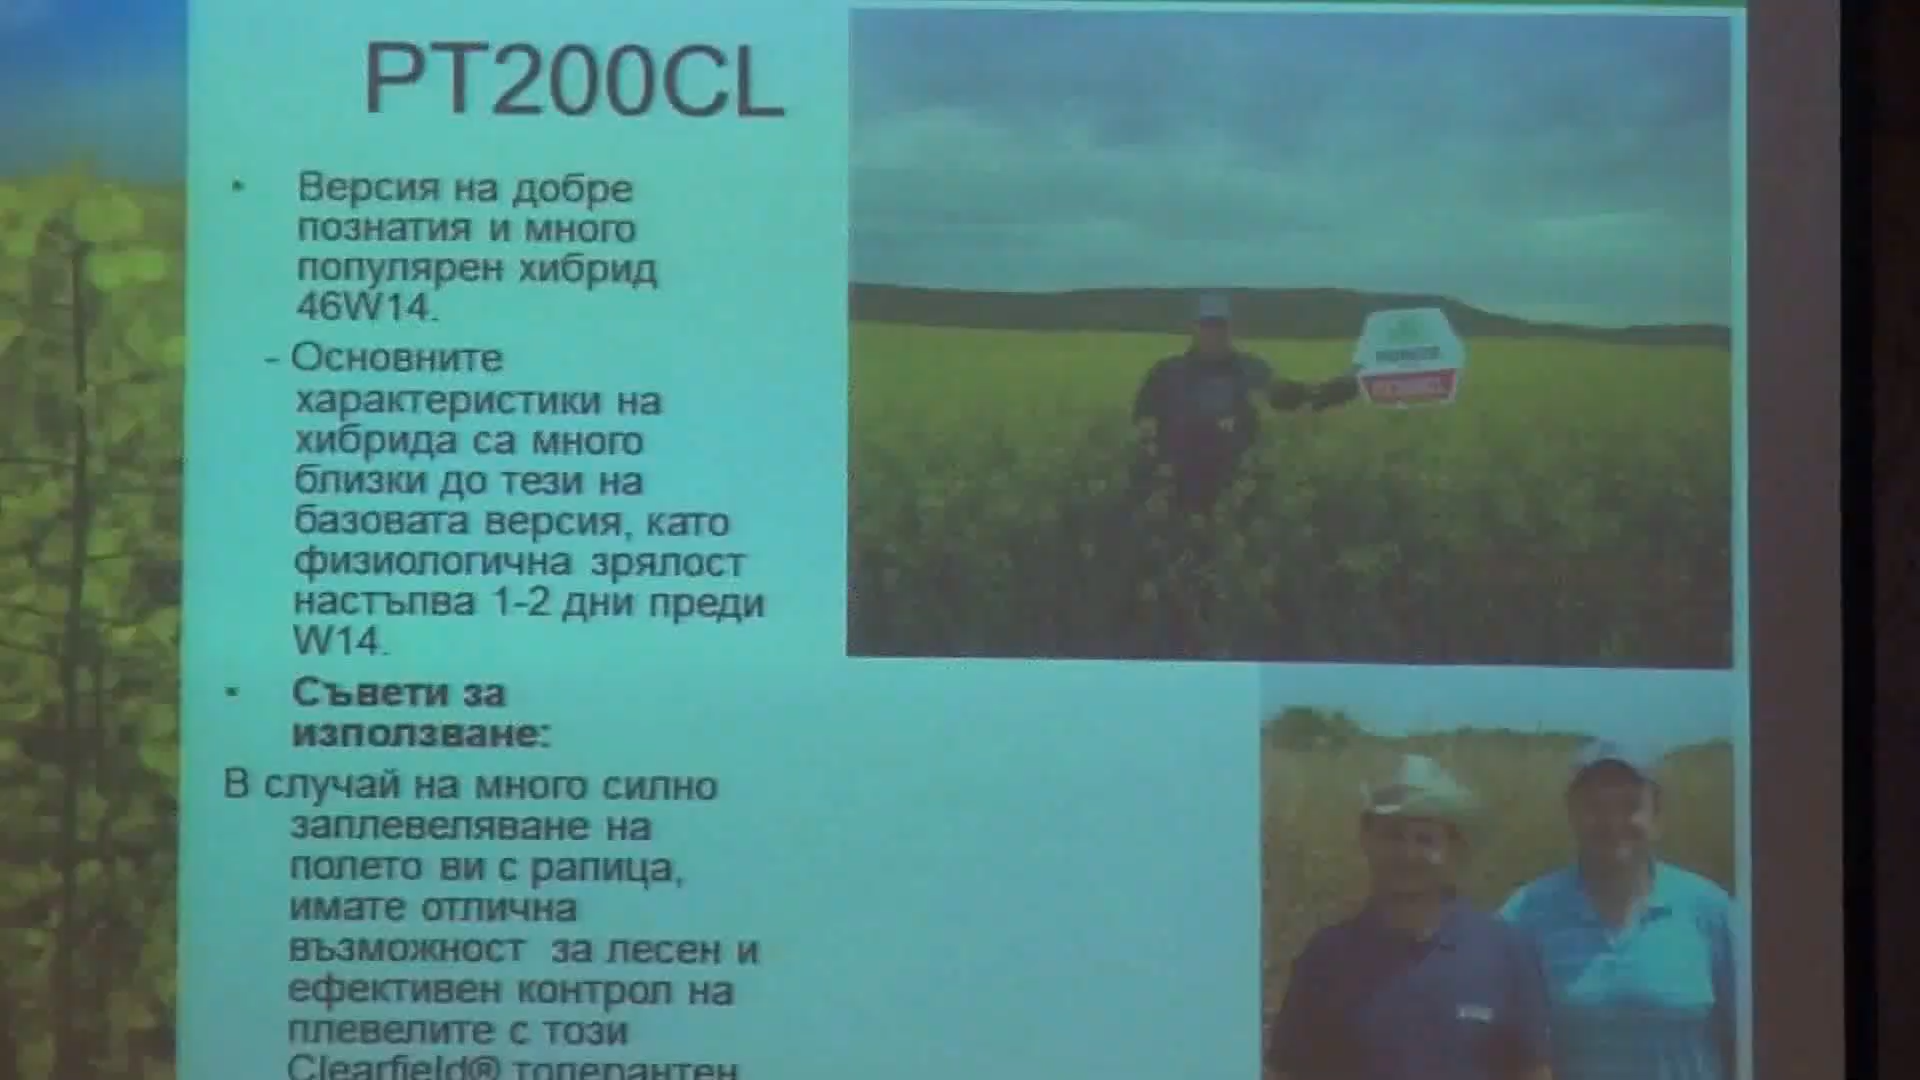 PT200CL
• Версия на добре
познатия и много
популярен хибрид
46W14.
- Основните
характеристики на
хибрида са много
близки до тези на
базовата версия, като
физиологична зрялост
настъпва 1-2 дни преди
W14.
• Съвети за
използване:
В случай на много силно
заплевеляване на
полето ви с рапица,
имате отлична
възможност за лесен и
ефективен контрол на
плевелите с този
Clearfield® толерантен